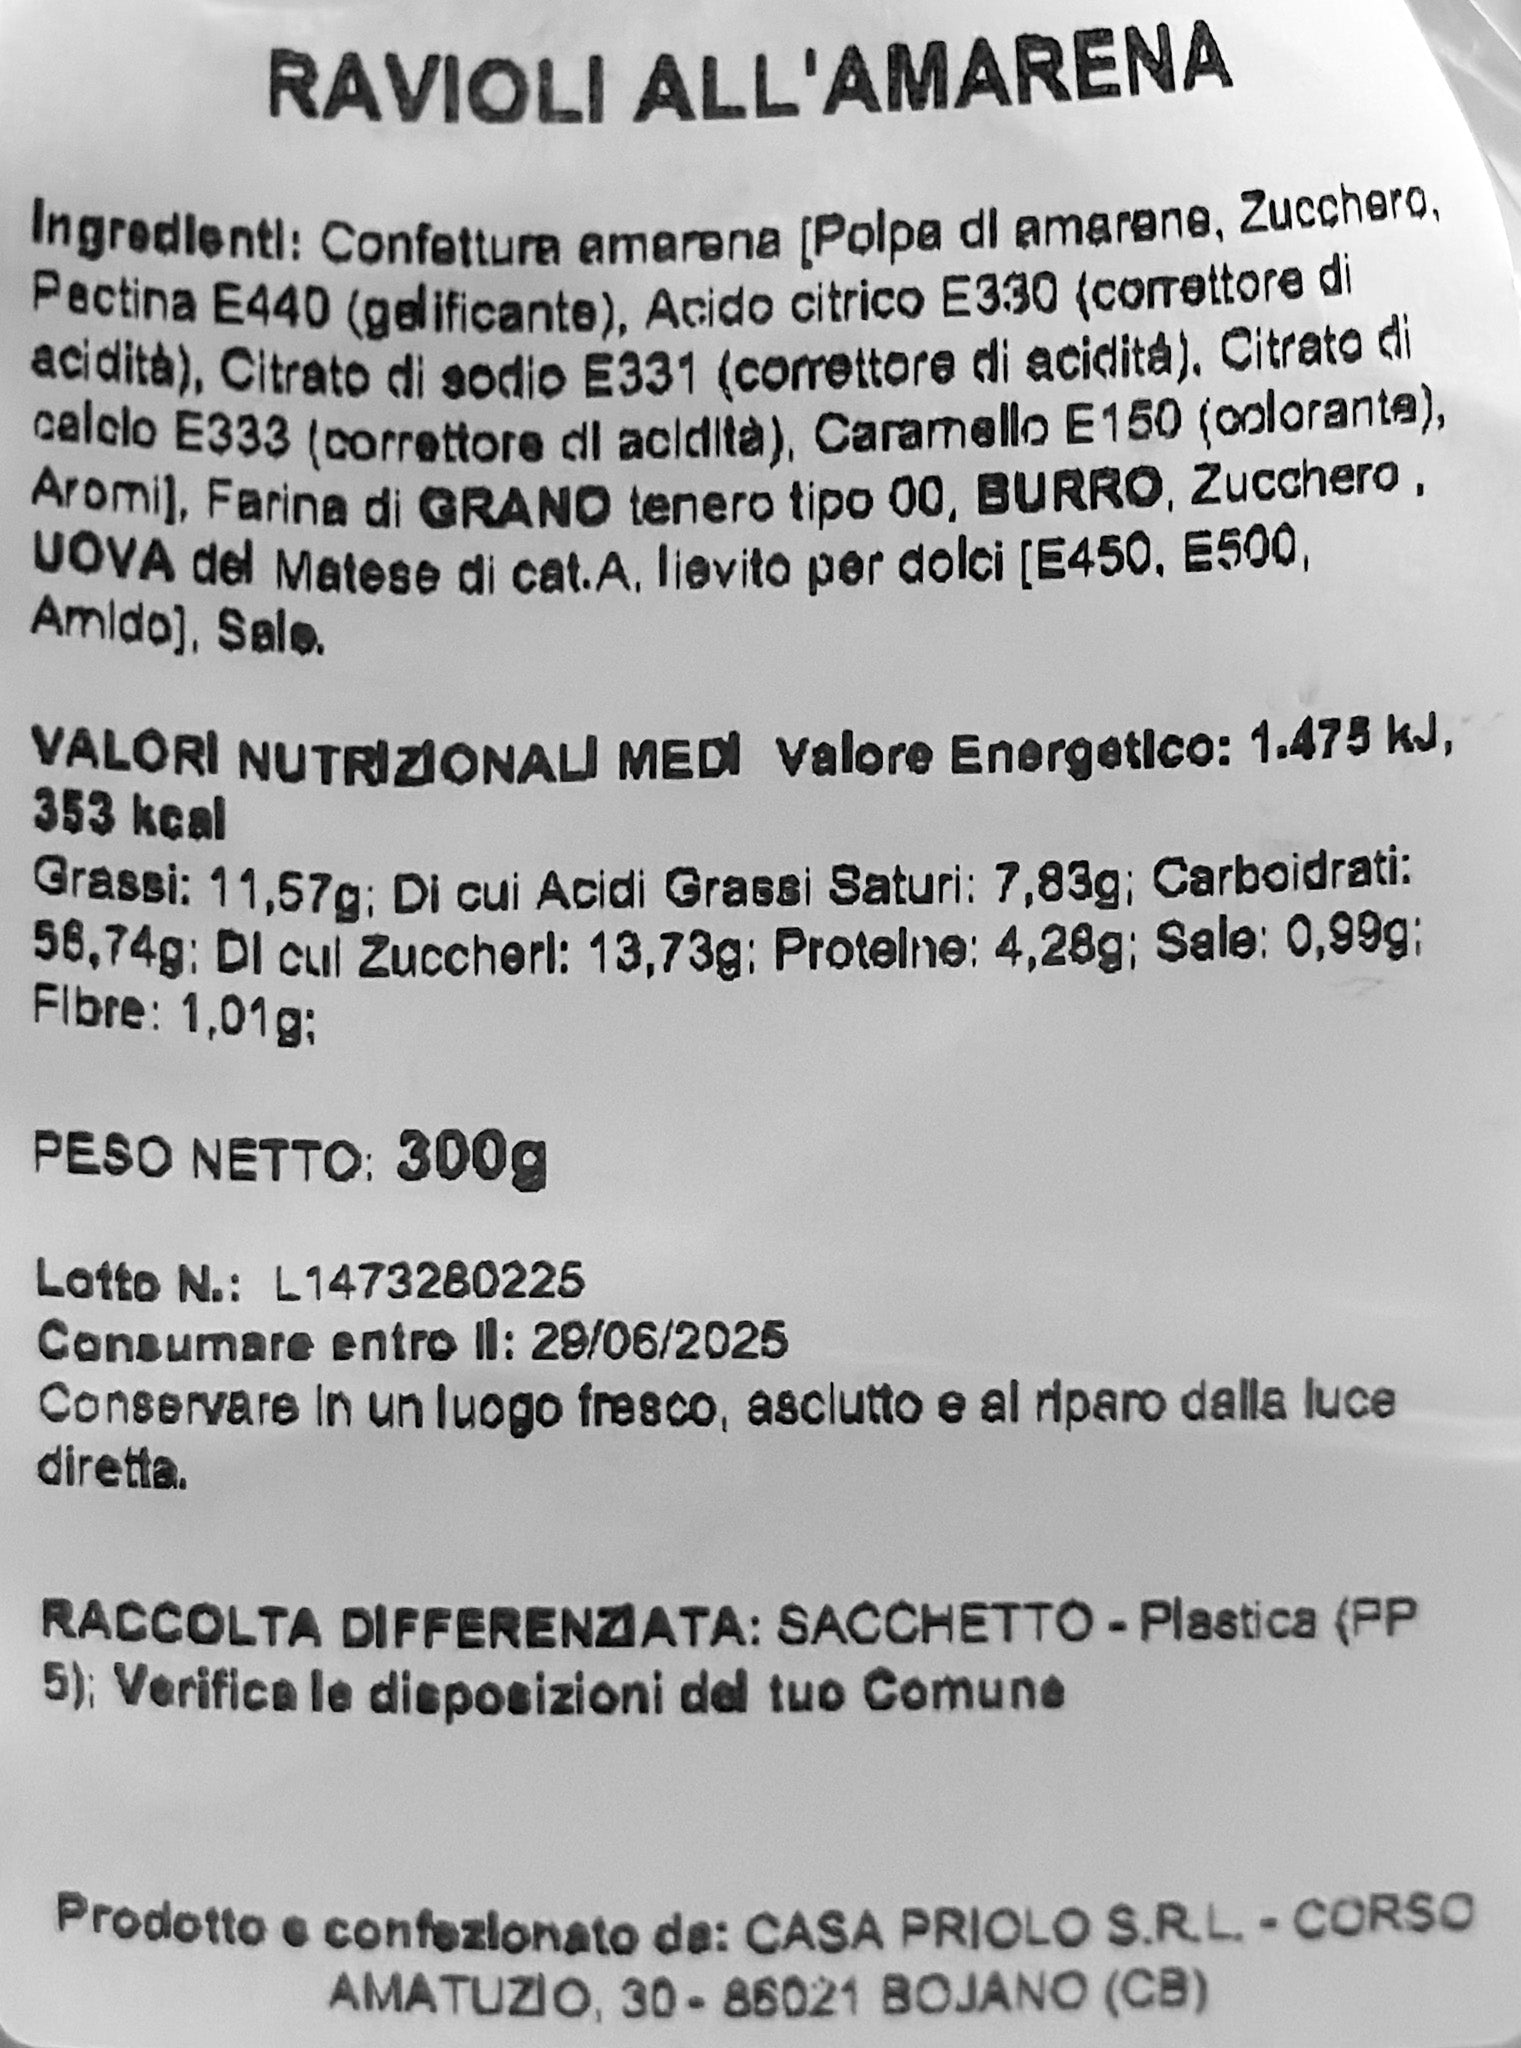 RAVIOLI ALL'AMARENA
Ingredienti: Confettura amarena [Polpa di amarene, Zucchero,
Pectina E440 (gelificante), Acido citrico E330 (correttore di
acidità), Citrato di sodio E331 (correttore di acidità), Citrato di
calcio E333 (correttore di acidità), Caramello E150 (colorante),
Aromi], Farina di GRANO tenero tipo 00, BURRO, Zucchero ,
UOVA del Matese di cat.A, lievito per dolci [E450, E500,
Amido], Sale.
VALORI NUTRIZIONALI MEDI Valore Energetico: 1.475 kJ,
353 kcal
Grassi: 11,57g; Di cui Acidi Grassi Saturi: 7,83g; Carboidrati:
56,74g; Di cui Zuccheri: 13,73g; Proteine: 4,28g; Sale: 0,99g;
Fibre: 1,01g;
PESO NETTO: 300g
Lotto N.: L1473280225
Consumare entro il: 29/06/2025
Conservare in un luogo fresco, asciutto e al riparo dalla luce
diretta.
RACCOLTA DIFFERENZIATA: SACCHETTO - Plastica (PP
5); Verifica le disposizioni del tuo Comune
Prodotto e confezionato da: CASA PRIOLO S.R.L. - CORSO
AMATUZIO, 30 - 86021 BOJANO (CB)